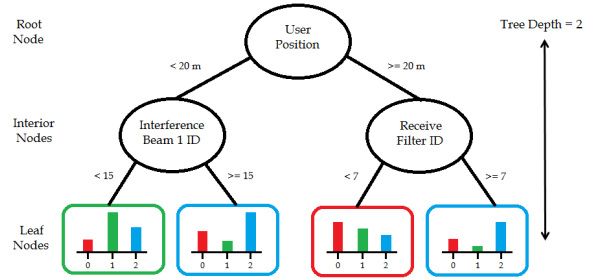 Root
Node
User
Position
Tree Depth = 2
< 20 m
>= 20 m
Interior
Nodes
Interference
Beam 1 ID
Receive
Filter ID
< 15
>= 15
< 7
>= 7
Leaf
Nodes
0 1 2
0 1 2
0 1 2
0 1 2